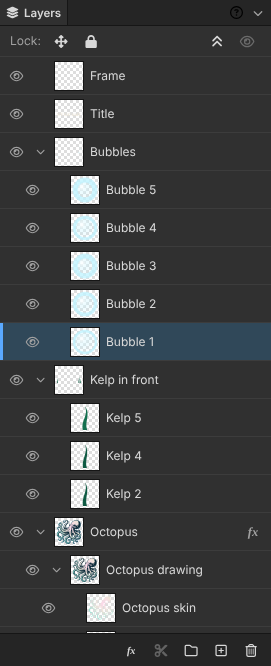 Layers
?
Lock:
Frame
Title
Bubbles
Bubble 5
Bubble 4
Bubble 3
Bubble 2
Bubble 1
Kelp in front
Kelp 5
Kelp 4
Kelp 2
Octopus fx
Octopus drawing
Octopus skin
fx